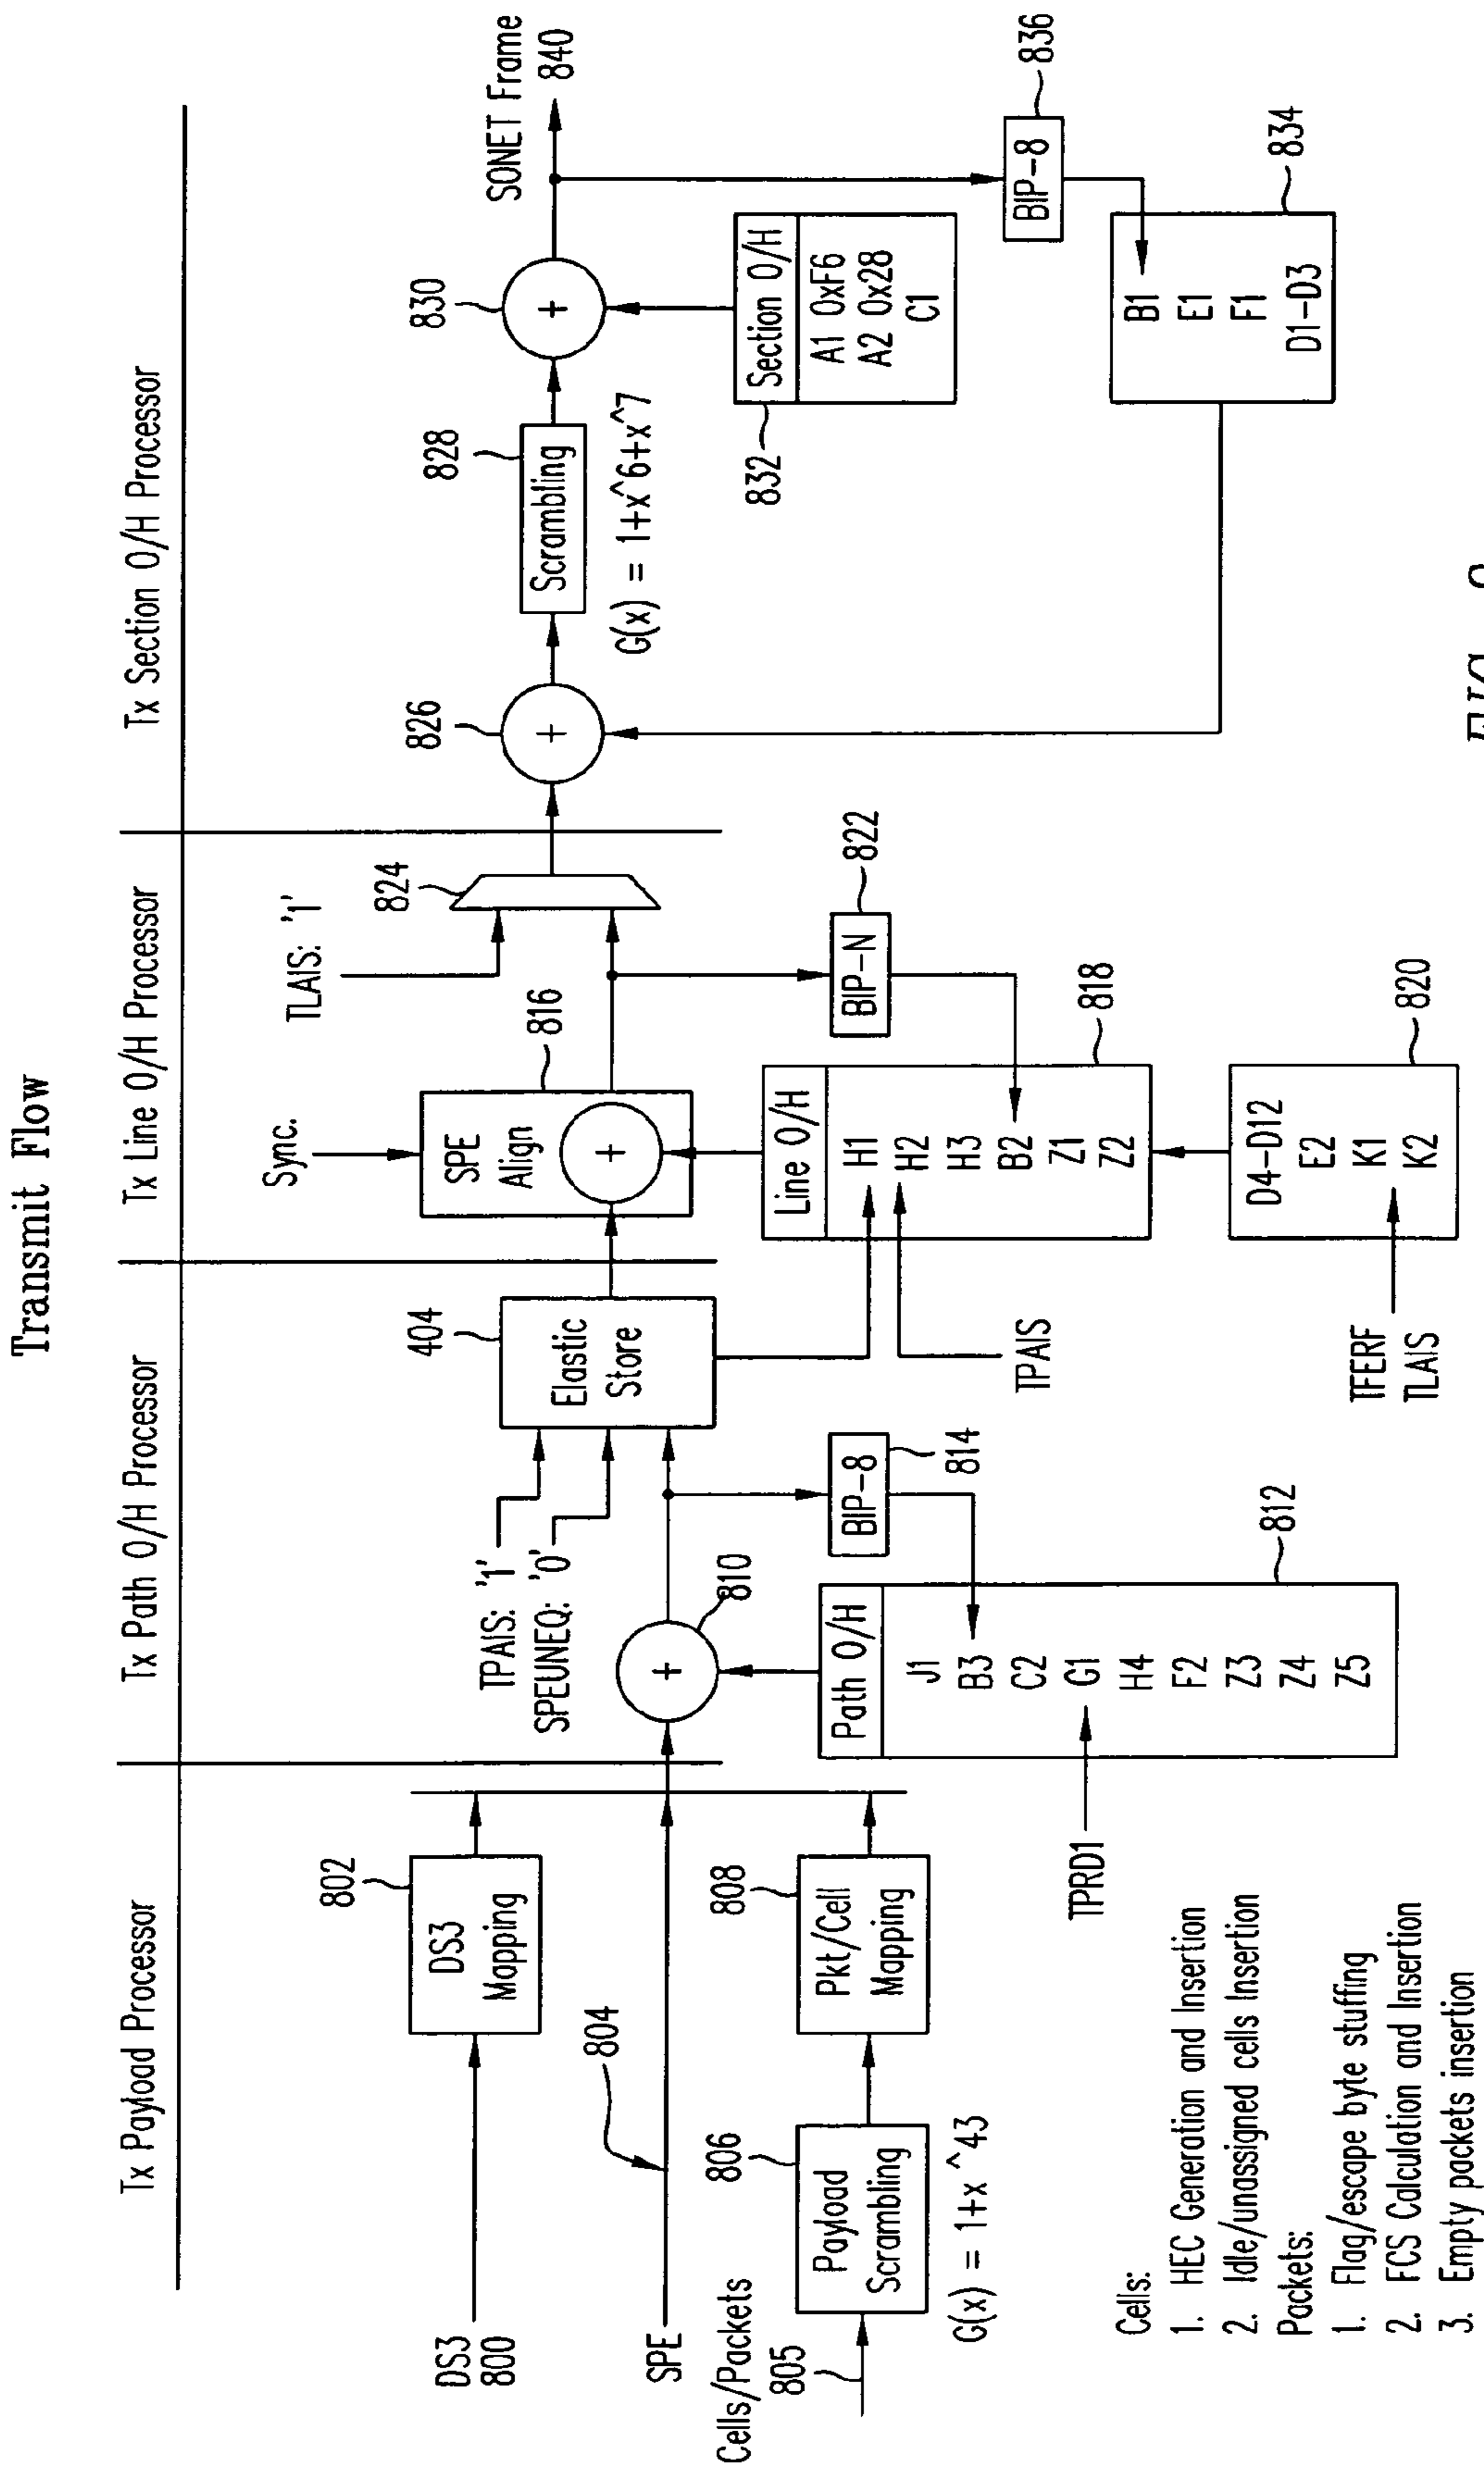 Transmit Flow
Tx Payload Processor
Tx Path O/H Processor
Tx Line O/H Processor
Tx Section O/H Processor
DS3
800
802
DS3
Mapping
SPE
804
Cells/Packets
805
806
Payload
Scrambling
G(x) = 1+x ^43
808
Pkt/Cell
Mapping
Cells:
1. HEC Generation and Insertion
2. Idle/unassigned cells Insertion
Packets:
1. Flag/escape byte stuffing
2. FCS Calculation and Insertion
3. Empty packets insertion
TPAIS: '1'
SPEUNEQ: '0'
+
810
BIP-8
814
Path O/H
J1
B3
C2
G1
H4
F2
Z3
Z4
Z5
812
TPRD1
404
Elastic
Store
TPAIS
Sync.
SPE
Align
+
816
TLAIS: '1'
824
BIP-N
822
Line O/H
H1
H2
H3
B2
Z1
Z2
818
D4-D12
E2
K1
K2
820
TFERF
TLAIS
826
+
828
Scrambling
G(x) = 1+x^6+x^7
830
+
SONET Frame
840
Section O/H
A1 0xF6
A2 0x28
C1
832
BIP-8
836
B1
E1
F1
D1-D3
834